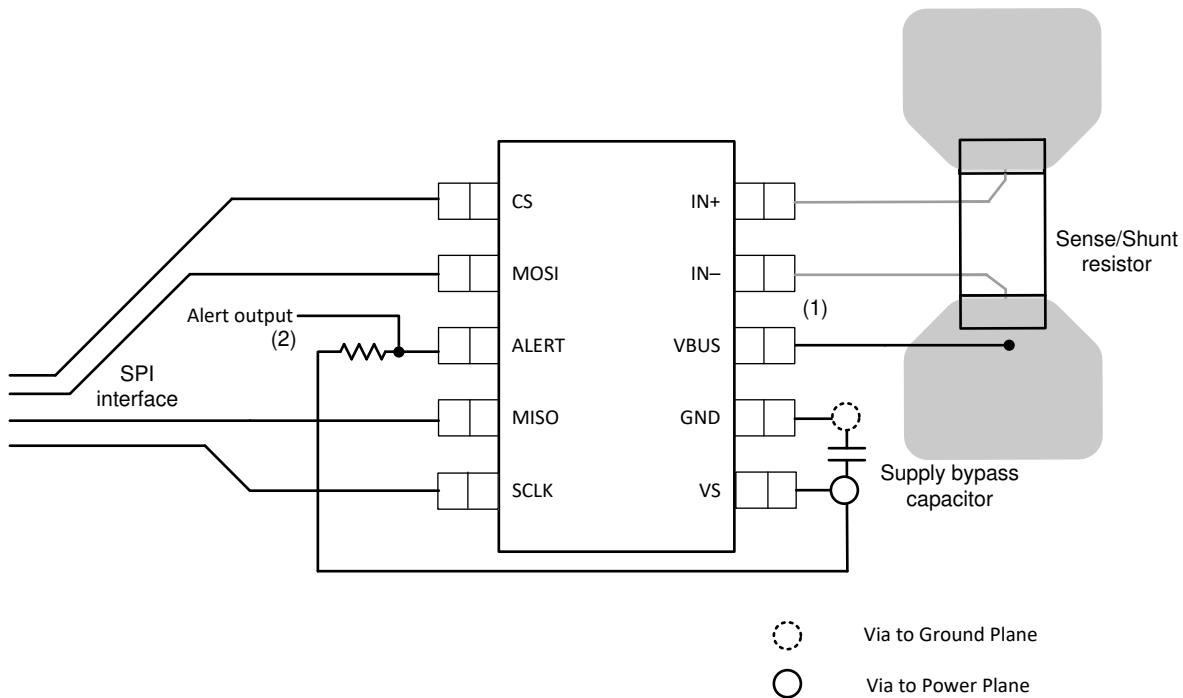 CS
MOSI
ALERT
MISO
SCLK
IN+
IN–
VBUS
GND
VS
Alert output
(2)
SPI
interface
(1)
Sense/Shunt
resistor
Supply bypass
capacitor
Via to Ground Plane
Via to Power Plane